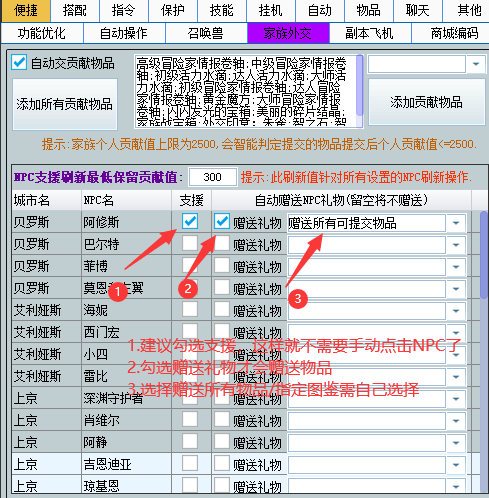 便捷 搭配 指令 保护 技能 挂机 自动 物品 聊天 其他
功能优化 自动操作 召唤兽 家族外交 副本飞机 商城编码
自动交贡献物品
添加所有贡献物品
高级冒险家情报卷轴;中级冒险家情报卷
轴;初级活力水滴;达人活力水滴;大师活
力水滴;初级冒险家情报卷轴;达人冒险
家情报卷轴;黄金魔方;大师冒险家情报
卷轴;闪闪发光的宝箱;美丽的碎片结晶;
添加贡献物品
提示:家族个人贡献值上限为2500,会智能判定提交的物品提交后个人贡献值<=2500.
NPC支援刷新最低保留贡献值: 300 提示:此刷新值针对所有设置的NPC刷新操作.
城市名 NPC名 支援 自动赠送NPC礼物(留空将不赠送)
贝罗斯 阿修斯 赠送礼物 赠送所有可提交物品
贝罗斯 巴尔特 赠送礼物
贝罗斯 菲博 赠送礼物
贝罗斯 莫恩 左翼 赠送礼物
艾利娅斯 海妮 赠送礼物
艾利娅斯 西门宏 赠送礼物
艾利娅斯 小四 赠送礼物
艾利娅斯 雷比 赠送礼物
上京 深渊守护者 赠送礼物
上京 肖维尔 赠送礼物
上京 阿静 赠送礼物
上京 吉恩迪亚 赠送礼物
上京 琼基恩 赠送礼物
1
2
3
1.建议勾选支援，这样就不需要手动点击NPC了
2.勾选赠送礼物才会赠送物品
3.选择赠送所有物品/指定图鉴需自己选择